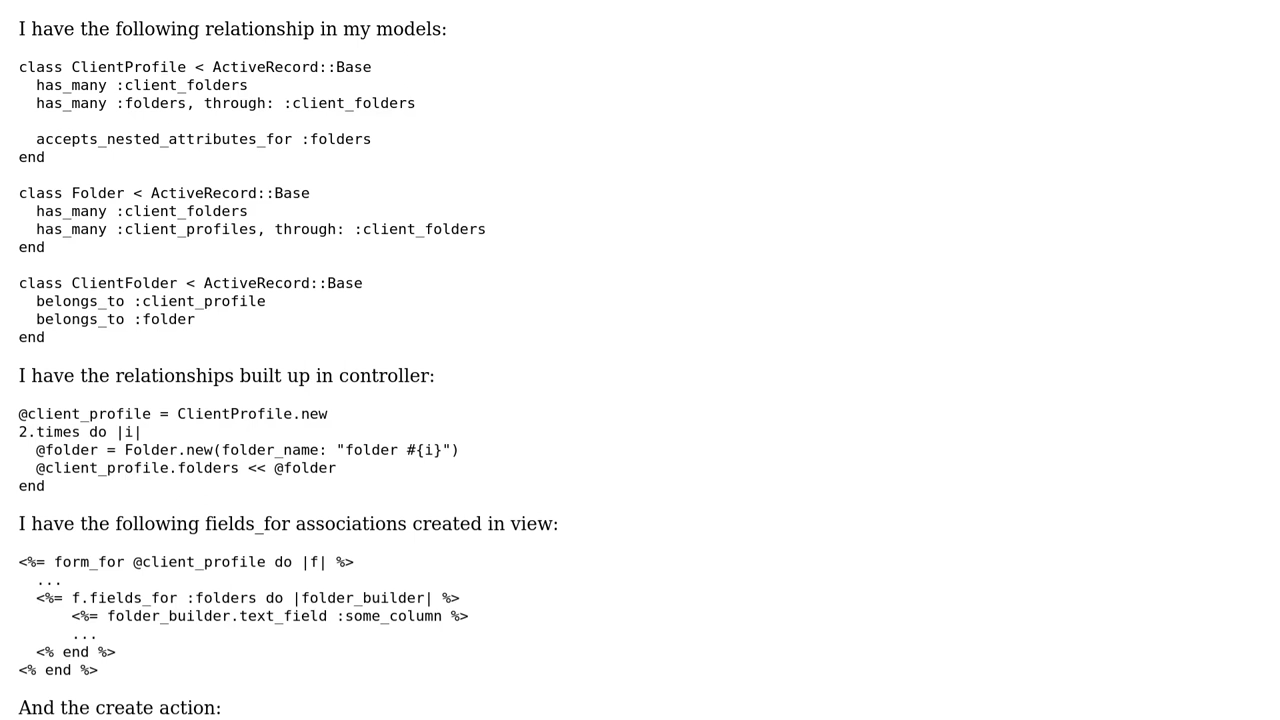 I have the following relationship in my models:
class ClientProfile < ActiveRecord::Base
  has_many :client_folders
  has_many :folders, through: :client_folders

  accepts_nested_attributes_for :folders
end

class Folder < ActiveRecord::Base
  has_many :client_folders
  has_many :client_profiles, through: :client_folders
end

class ClientFolder < ActiveRecord::Base
  belongs_to :client_profile
  belongs_to :folder
end
I have the relationships built up in controller:
@client_profile = ClientProfile.new
2.times do |i|
  @folder = Folder.new(folder_name: "folder #{i}")
  @client_profile.folders << @folder
end
I have the following fields_for associations created in view:
<%= form_for @client_profile do |f| %>
  ...
  <%= f.fields_for :folders do |folder_builder| %>
      <%= folder_builder.text_field :some_column %>
      ...
  <% end %>
<% end %>
And the create action: